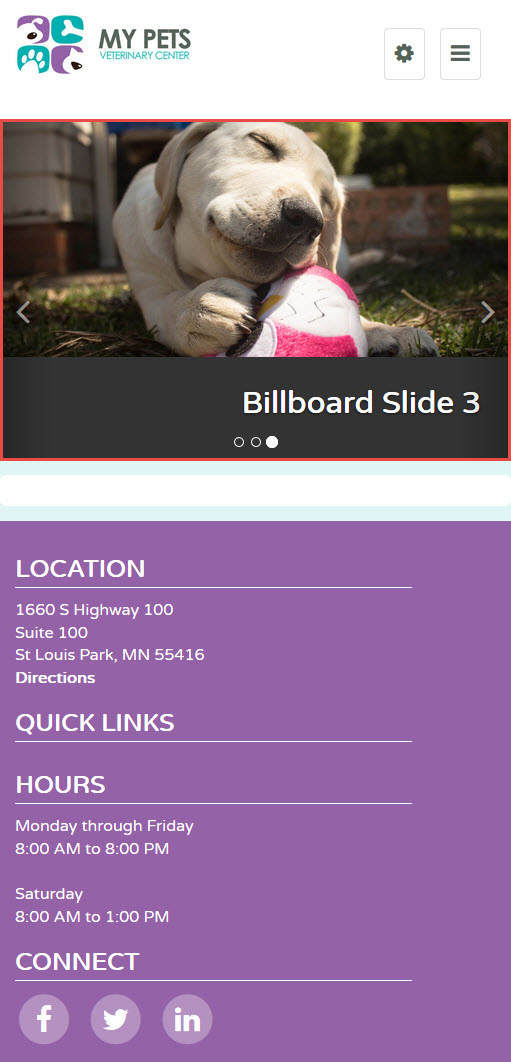 MY PETS
VETERINARY CENTER
Billboard Slide 3
LOCATION
1660 S Highway 100
Suite 100
St Louis Park, MN 55416
Directions
QUICK LINKS
HOURS
Monday through Friday
8:00 AM to 8:00 PM
Saturday
8:00 AM to 1:00 PM
CONNECT